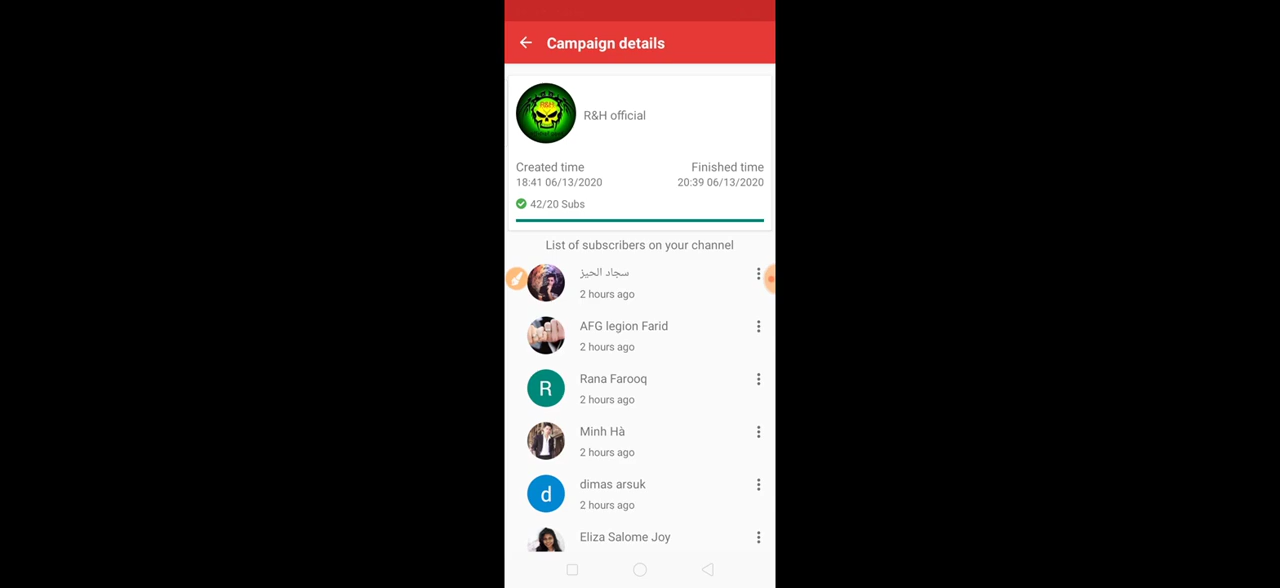 Campaign details
R&H
R&H official
Created time
Finished time
18:41 06/13/2020
20:39 06/13/2020
42/20 Subs
List of subscribers on your channel
سجاد الحيز
2 hours ago
AFG legion Farid
2 hours ago
R
Rana Farooq
2 hours ago
Minh Hà
2 hours ago
d
dimas arsuk
2 hours ago
Eliza Salome Joy